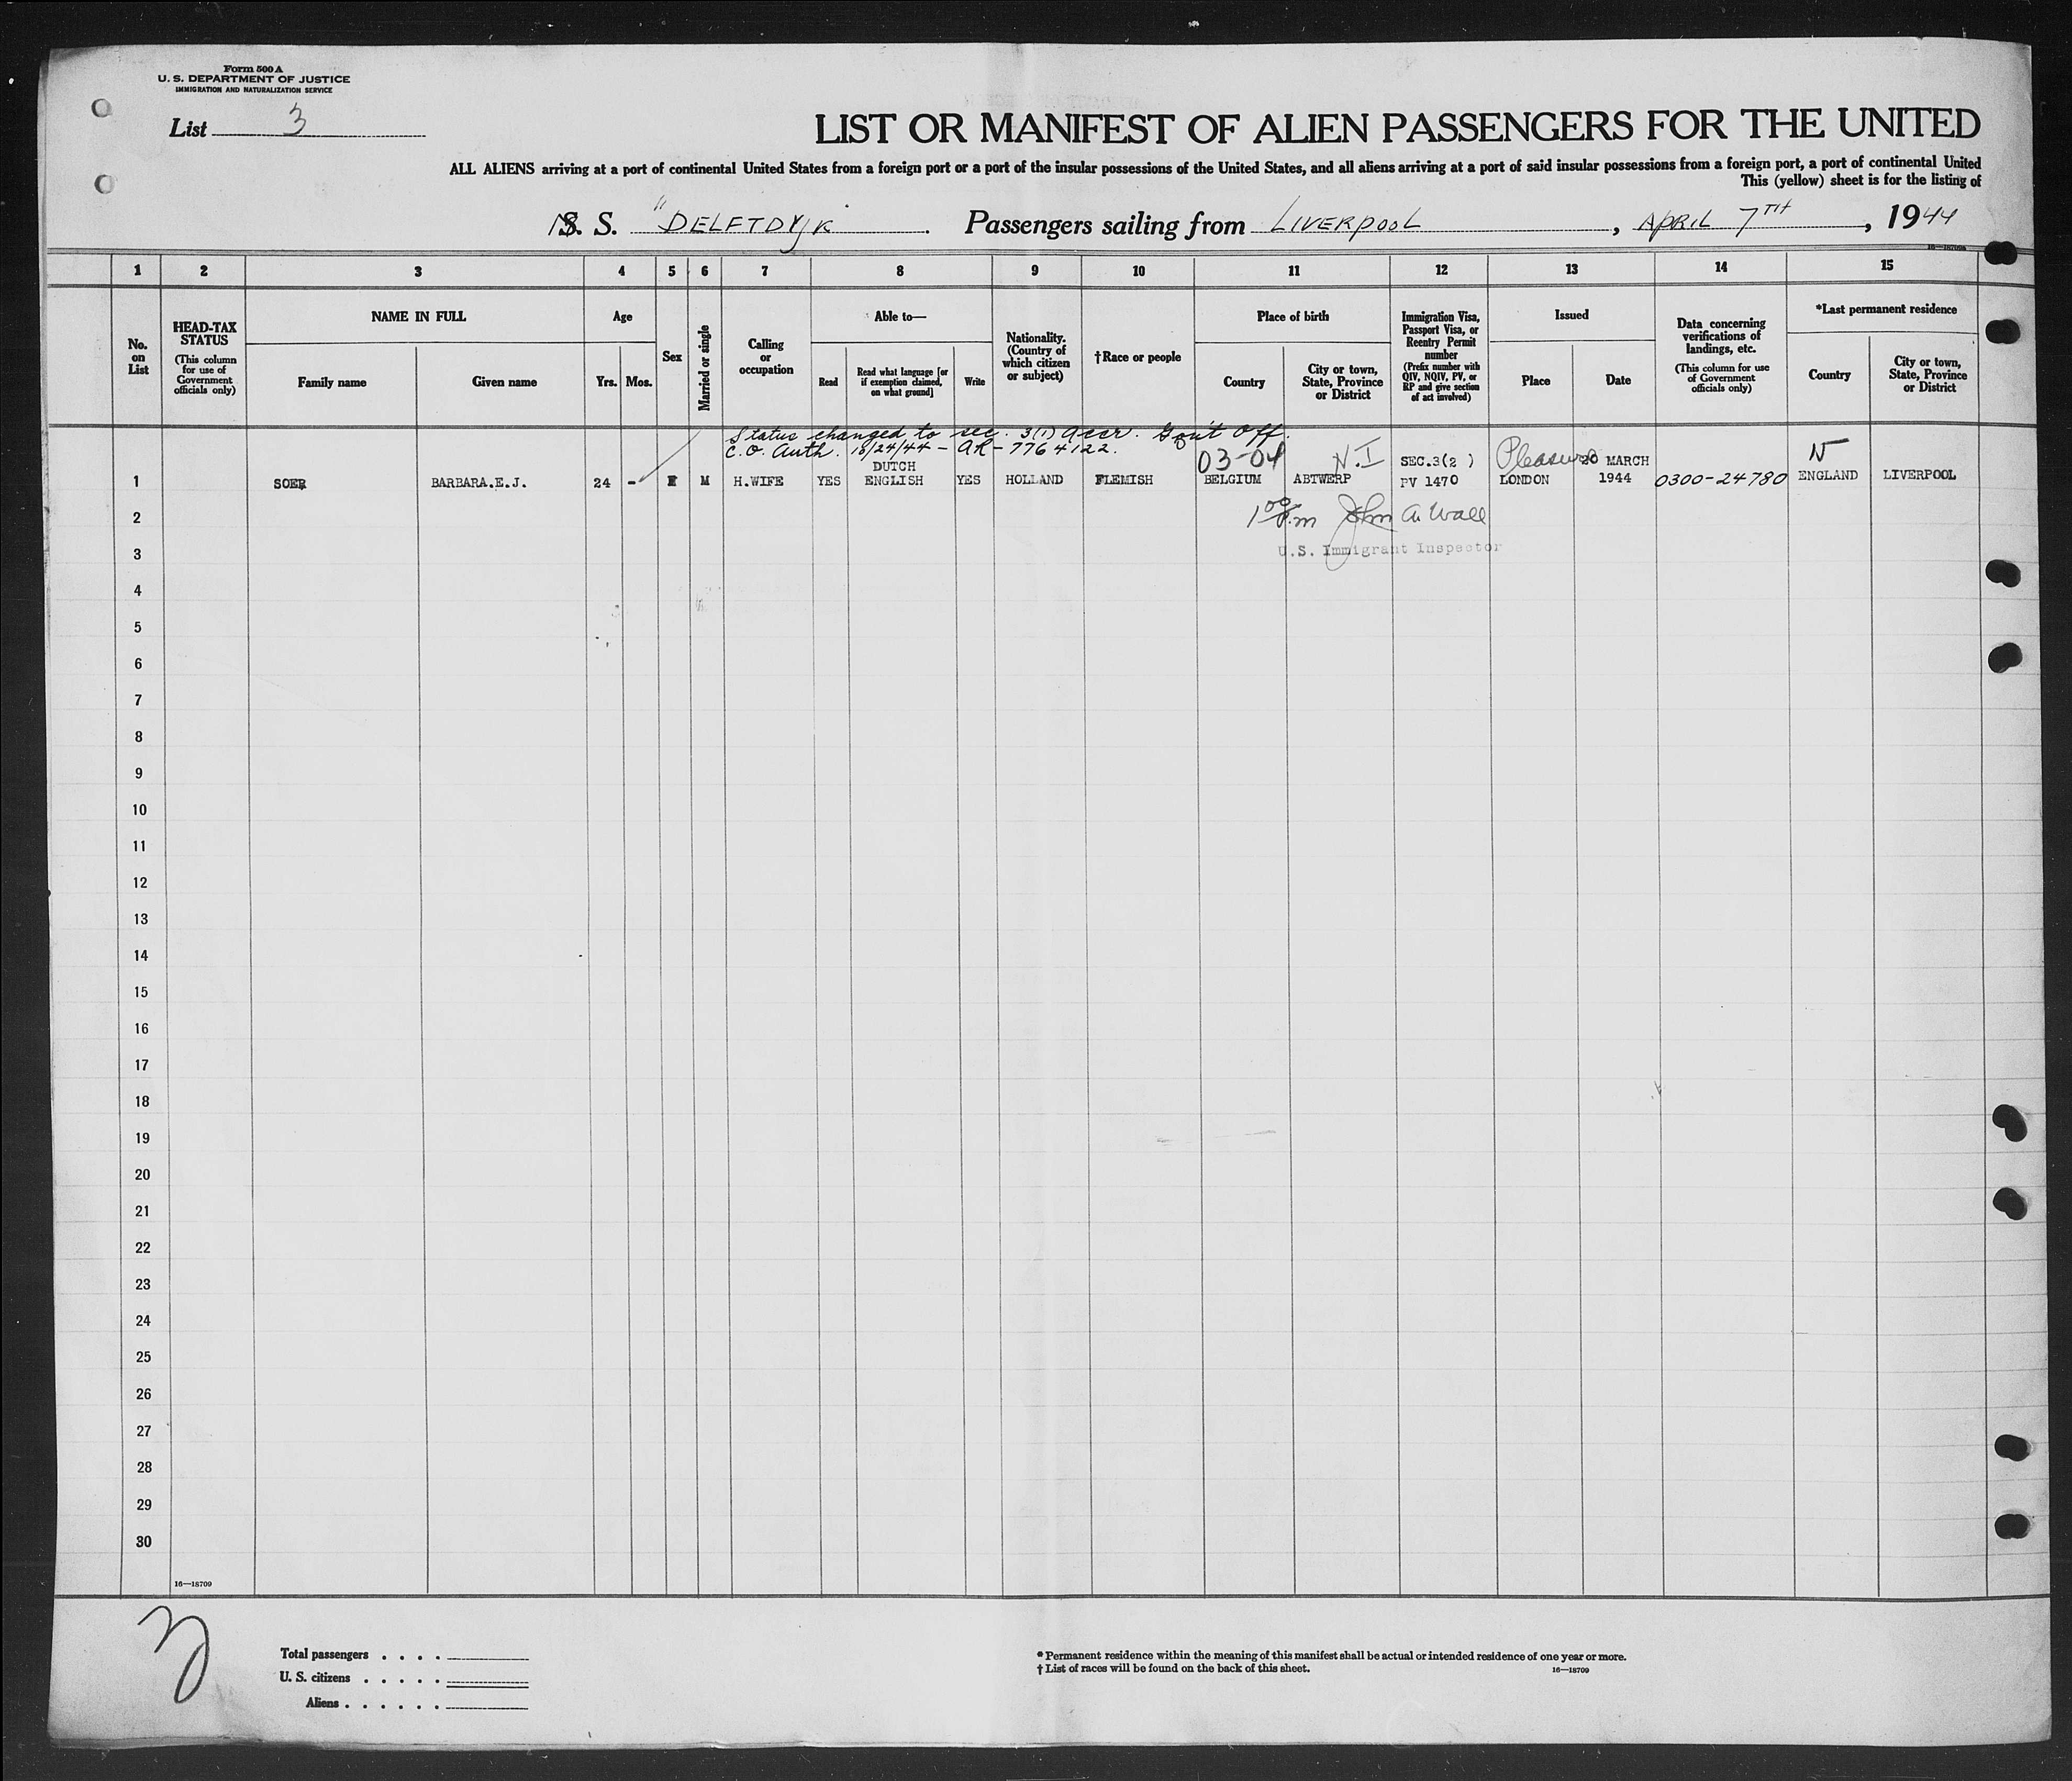 Form 500 A
U. S. DEPARTMENT OF JUSTICE
IMMIGRATION AND NATURALIZATION SERVICE
List 3
LIST OR MANIFEST OF ALIEN PASSENGERS FOR THE UNITED
ALL ALIENS arriving at a port of continental United States from a foreign port or a port of the insular possessions of the United States, and all aliens arriving at a port of said insular possessions from a foreign port, a port of continental United
This (yellow) sheet is for the listing of
S. S. "DELFTDYK" Passengers sailing from LIVERPOOL, APRIL 7TH, 1944
1 2 3 4 5 6 7 8 9 10 11 12 13 14 15
No. on List
HEAD-TAX STATUS (This column for use of Government officials only)
NAME IN FULL
Family name
Given name
Age
Yrs. Mos.
Sex
Married or single
Calling or occupation
Able to—
Read
Read what language [or if exemption claimed, on what ground]
Write
Nationality. (Country of which citizen or subject)
†Race or people
Place of birth
Country
City or town, State, Province or District
Immigration Visa, Passport Visa, or Reentry Permit number (Prefix number with QIV, NQIV, PV, or RP and give section of act involved)
Issued
Place
Date
Data concerning verifications of landings, etc. (This column for use of Government officials only)
*Last permanent residence
Country
City or town, State, Province or District
Status changed to sec. 3(1) Accr. Gov't Off.
C.O. Auth. /24/44 - AR-7764122.
03-04 N.I Pleasure N
DUTCH SEC.3(2 ) 20 MARCH
1 SOER BARBARA.E.J. 24 - F M H.WIFE YES ENGLISH YES HOLLAND FLEMISH BELGIUM ABTWERP PV 1470 LONDON 1944 0300-24780 ENGLAND LIVERPOOL
2 1 00 P.m John A. Wall
U.S. Immigrant Inspector
3
4
5
6
7
8
9
10
11
12
13
14
15
16
17
18
19
20
21
22
23
24
25
26
27
28
29
30
16—18709
Total passengers . . . .
U. S. citizens . . . . .
Aliens . . . . . .
* Permanent residence within the meaning of this manifest shall be actual or intended residence of one year or more.
† List of races will be found on the back of this sheet. 16—18709